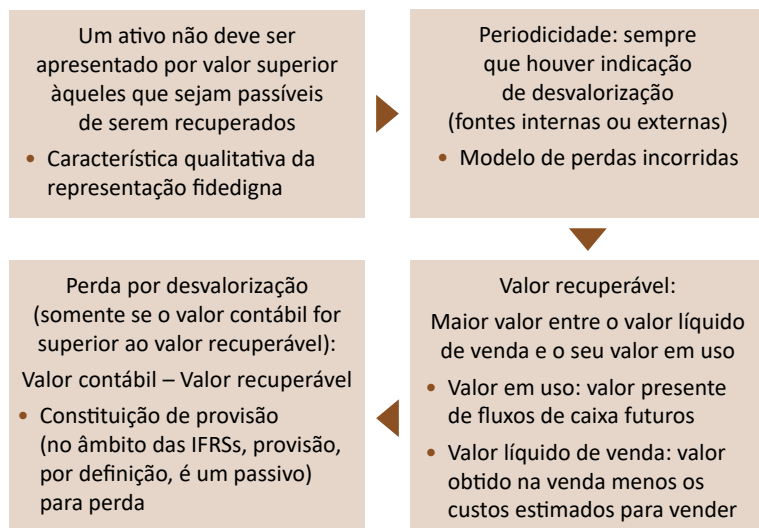 Um ativo não deve ser
apresentado por valor superior
àqueles que sejam passíveis
de serem recuperados
• Característica qualitativa da
representação fidedigna
Periodicidade: sempre
que houver indicação
de desvalorização
(fontes internas ou externas)
• Modelo de perdas incorridas
Valor recuperável:
Maior valor entre o valor líquido
de venda e o seu valor em uso
• Valor em uso: valor presente
de fluxos de caixa futuros
• Valor líquido de venda: valor
obtido na venda menos os
custos estimados para vender
Perda por desvalorização
(somente se o valor contábil for
superior ao valor recuperável):
Valor contábil – Valor recuperável
• Constituição de provisão
(no âmbito das IFRSs, provisão,
por definição, é um passivo)
para perda